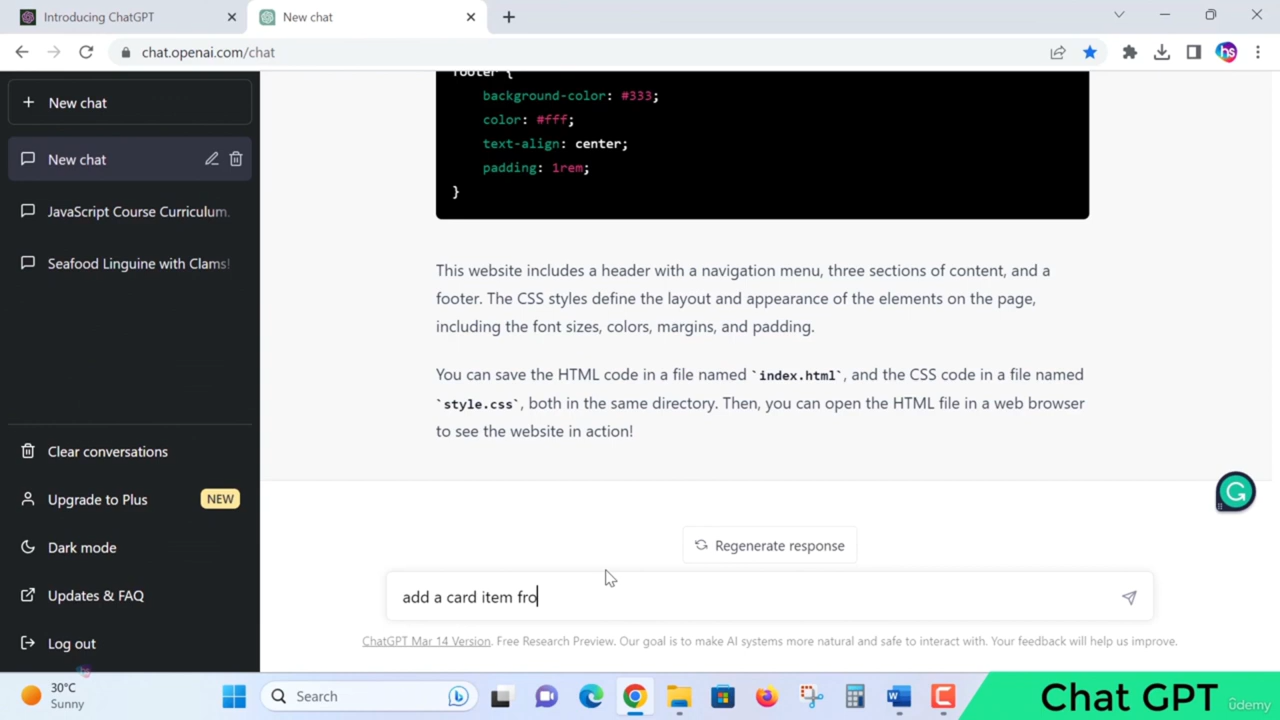 Introducing ChatGPT
New chat
chat.openai.com/chat
hs
New chat
New chat
JavaScript Course Curriculum.
Seafood Linguine with Clams!
Clear conversations
Upgrade to Plus NEW
Dark mode
Updates & FAQ
Log out
footer {
background-color: #333;
color: #fff;
text-align: center;
padding: 1rem;
}
This website includes a header with a navigation menu, three sections of content, and a
footer. The CSS styles define the layout and appearance of the elements on the page,
including the font sizes, colors, margins, and padding.
You can save the HTML code in a file named `index.html`, and the CSS code in a file named
`style.css`, both in the same directory. Then, you can open the HTML file in a web browser
to see the website in action!
Regenerate response
add a card item fro
ChatGPT Mar 14 Version. Free Research Preview. Our goal is to make AI systems more natural and safe to interact with. Your feedback will help us improve.
30°C
Sunny
Search
Chat GPT
ûdemy